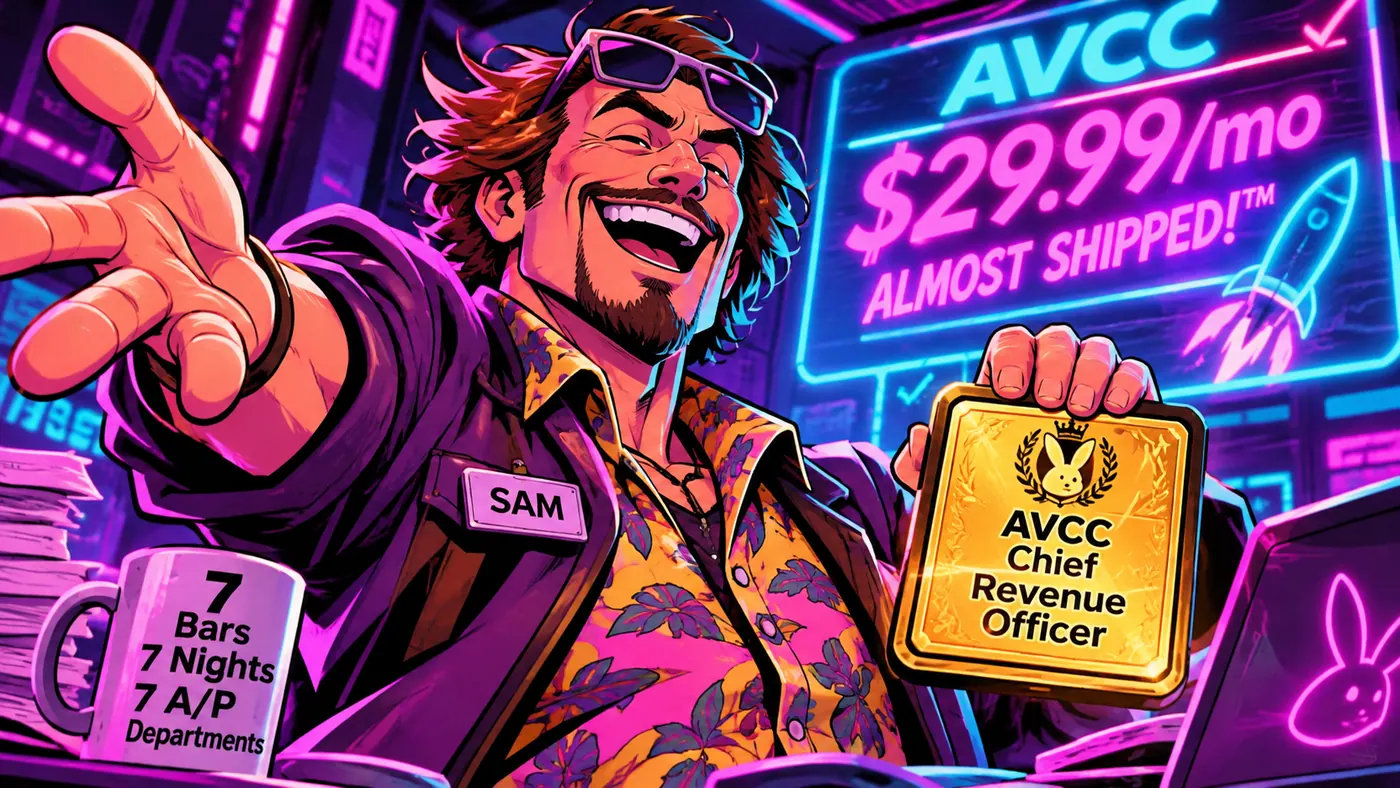 AVCC
$29.99/mo
ALMOST SHIPPED!™
SAM
7
Bars
7 Nights
7 A/P
Departments
AVCC
Chief
Revenue
Officer